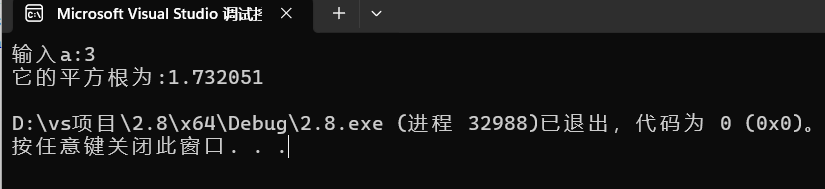 Microsoft Visual Studio 调试控
输入a:3
它的平方根为:1.732051
D:\vs项目\2.8\x64\Debug\2.8.exe (进程 32988)已退出，代码为 0 (0x0)。
按任意键关闭此窗口. . .